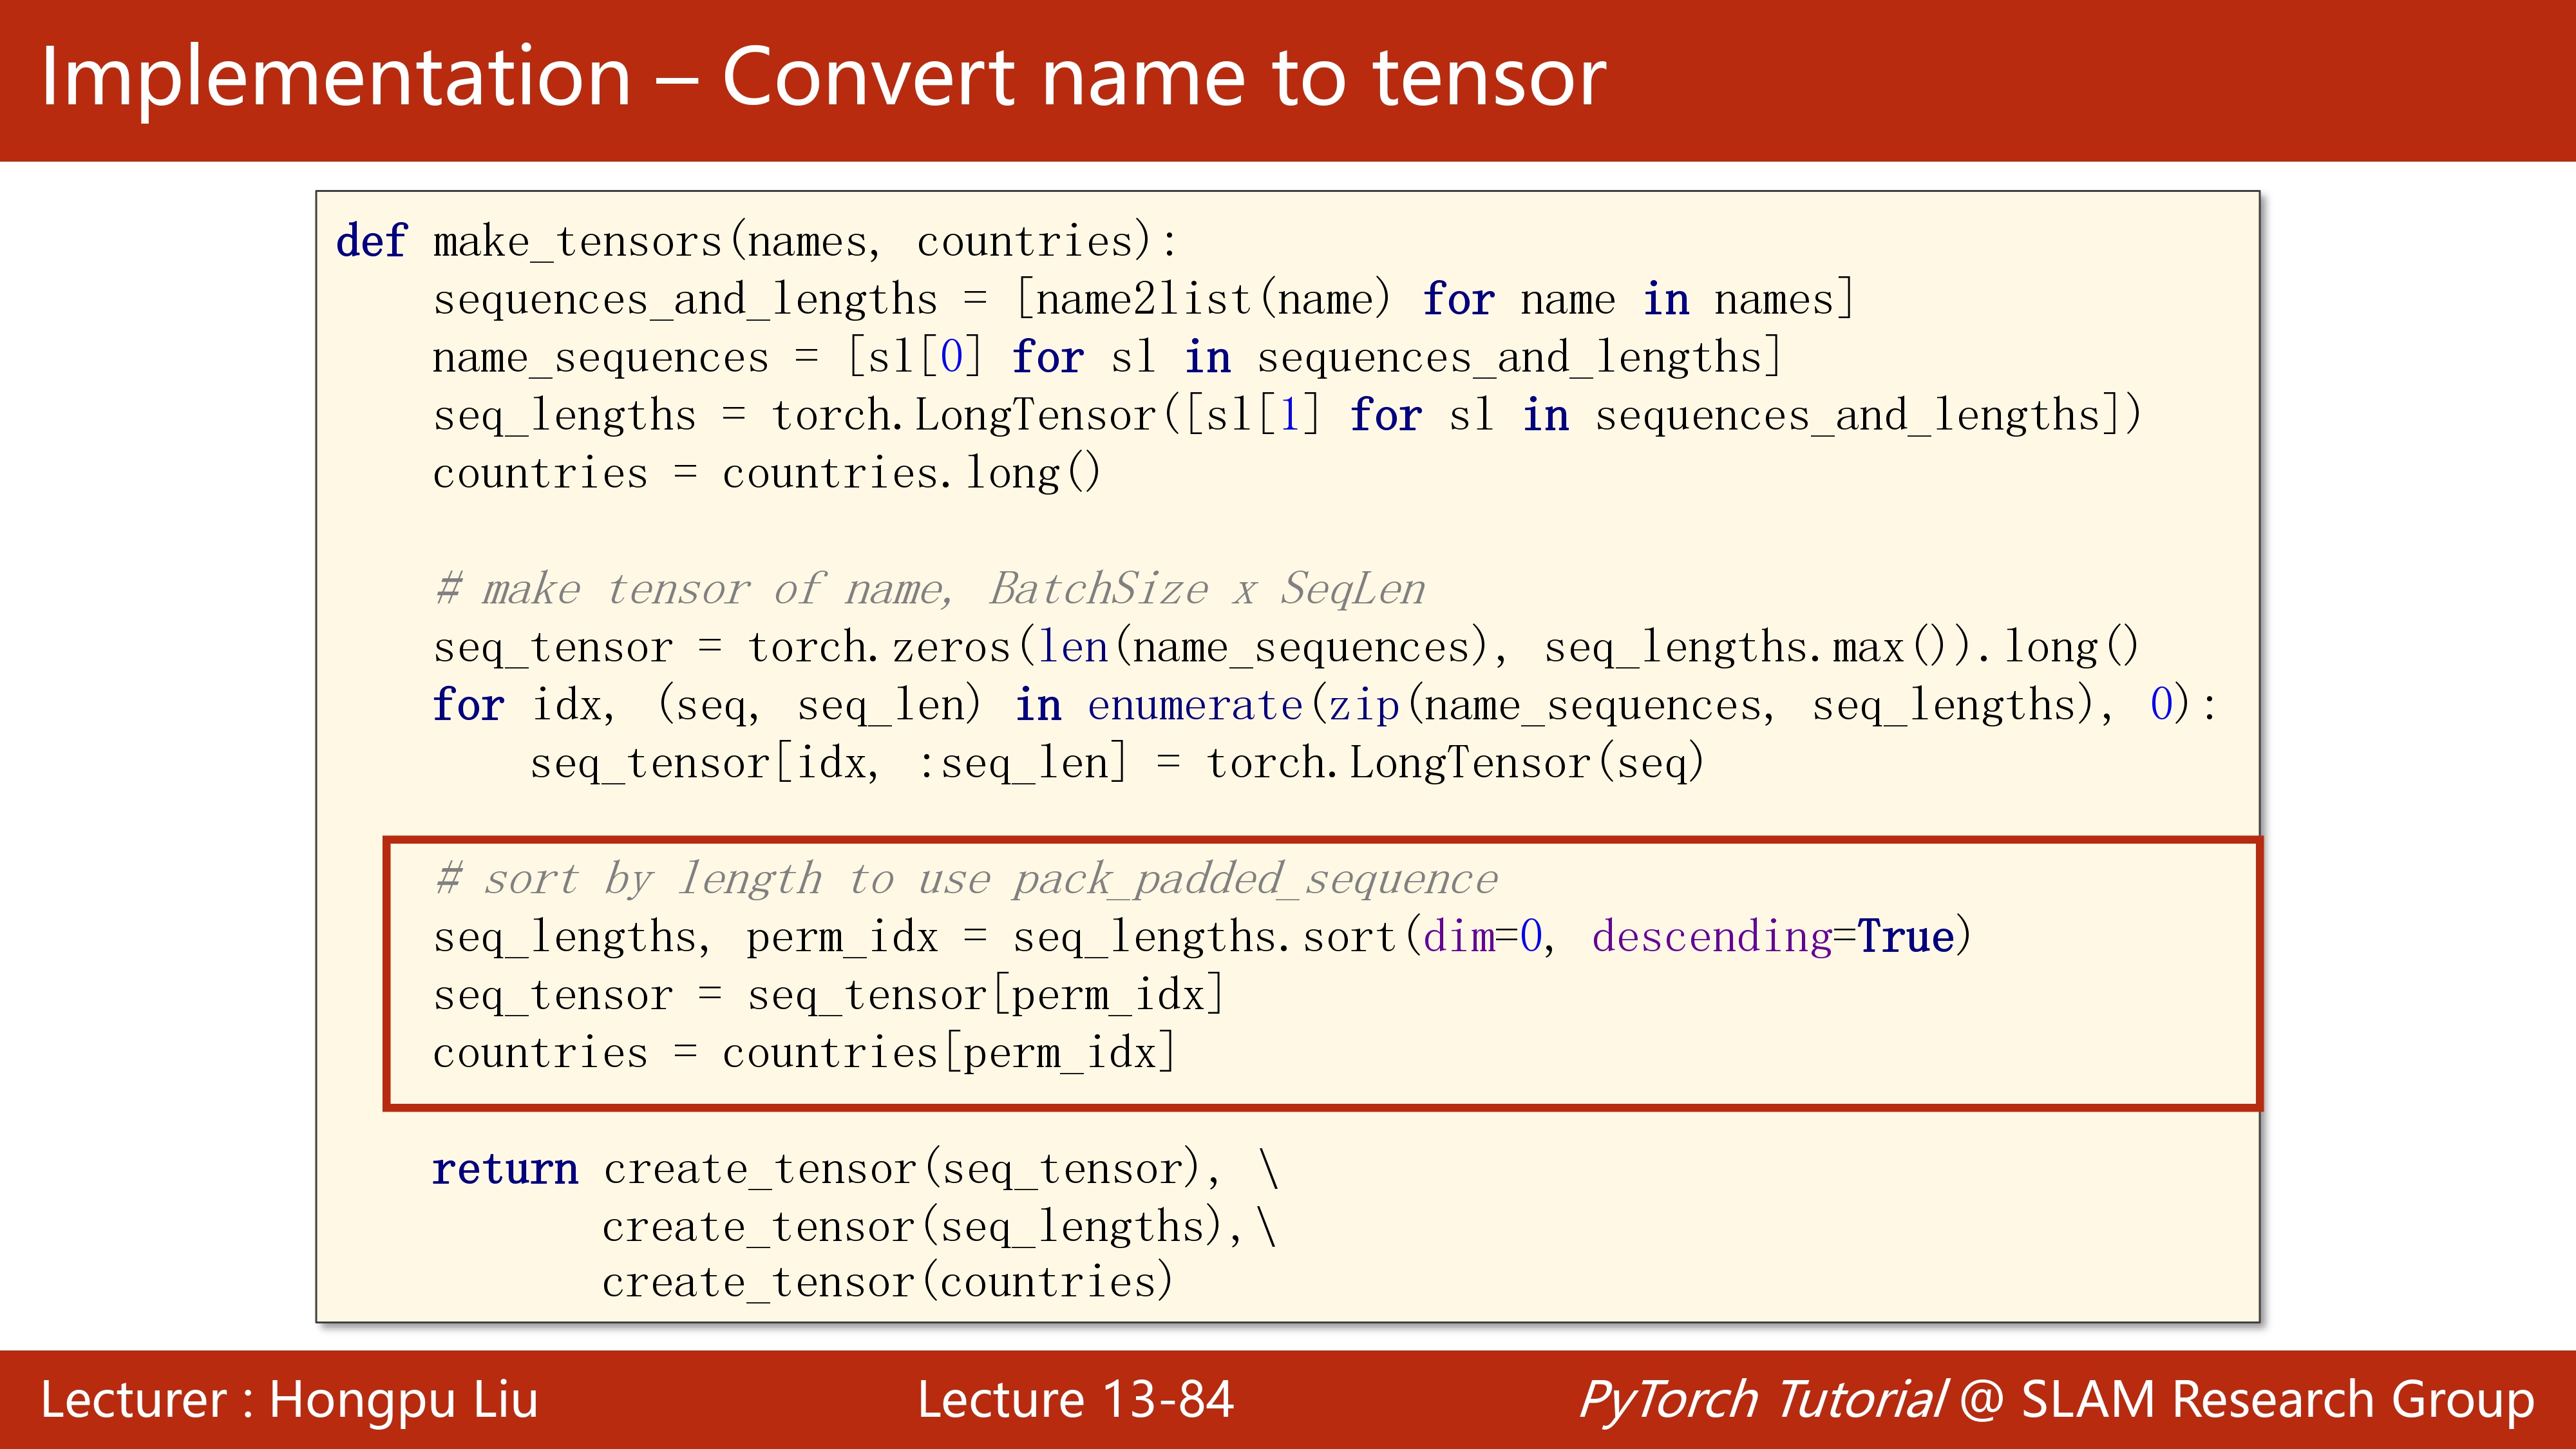 Implementation – Convert name to tensor
def make_tensors(names, countries):
    sequences_and_lengths = [name2list(name) for name in names]
    name_sequences = [sl[0] for sl in sequences_and_lengths]
    seq_lengths = torch.LongTensor([sl[1] for sl in sequences_and_lengths])
    countries = countries.long()
    # make tensor of name, BatchSize x SeqLen
    seq_tensor = torch.zeros(len(name_sequences), seq_lengths.max()).long()
    for idx, (seq, seq_len) in enumerate(zip(name_sequences, seq_lengths), 0):
        seq_tensor[idx, :seq_len] = torch.LongTensor(seq)
    # sort by length to use pack_padded_sequence
    seq_lengths, perm_idx = seq_lengths.sort(dim=0, descending=True)
    seq_tensor = seq_tensor[perm_idx]
    countries = countries[perm_idx]
    return create_tensor(seq_tensor), \
           create_tensor(seq_lengths),\
           create_tensor(countries)
Lecturer : Hongpu Liu
Lecture 13-84
PyTorch Tutorial @ SLAM Research Group